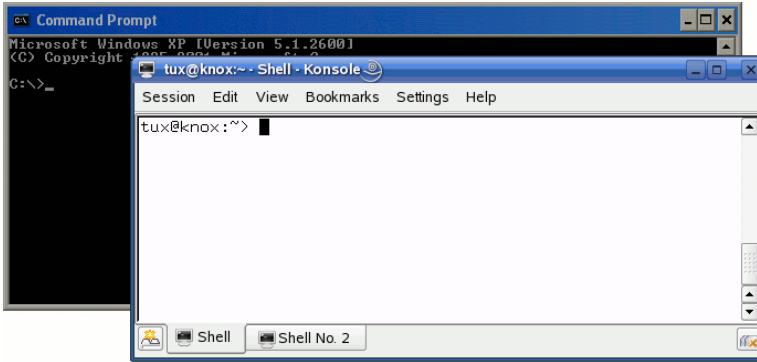 Command Prompt
Microsoft Windows XP [Version 5.1.2600]
(C) Copyright
C:\>_
tux@knox:~ - Shell - Konsole
Session Edit View Bookmarks Settings Help
tux@knox:~>
Shell
Shell No. 2